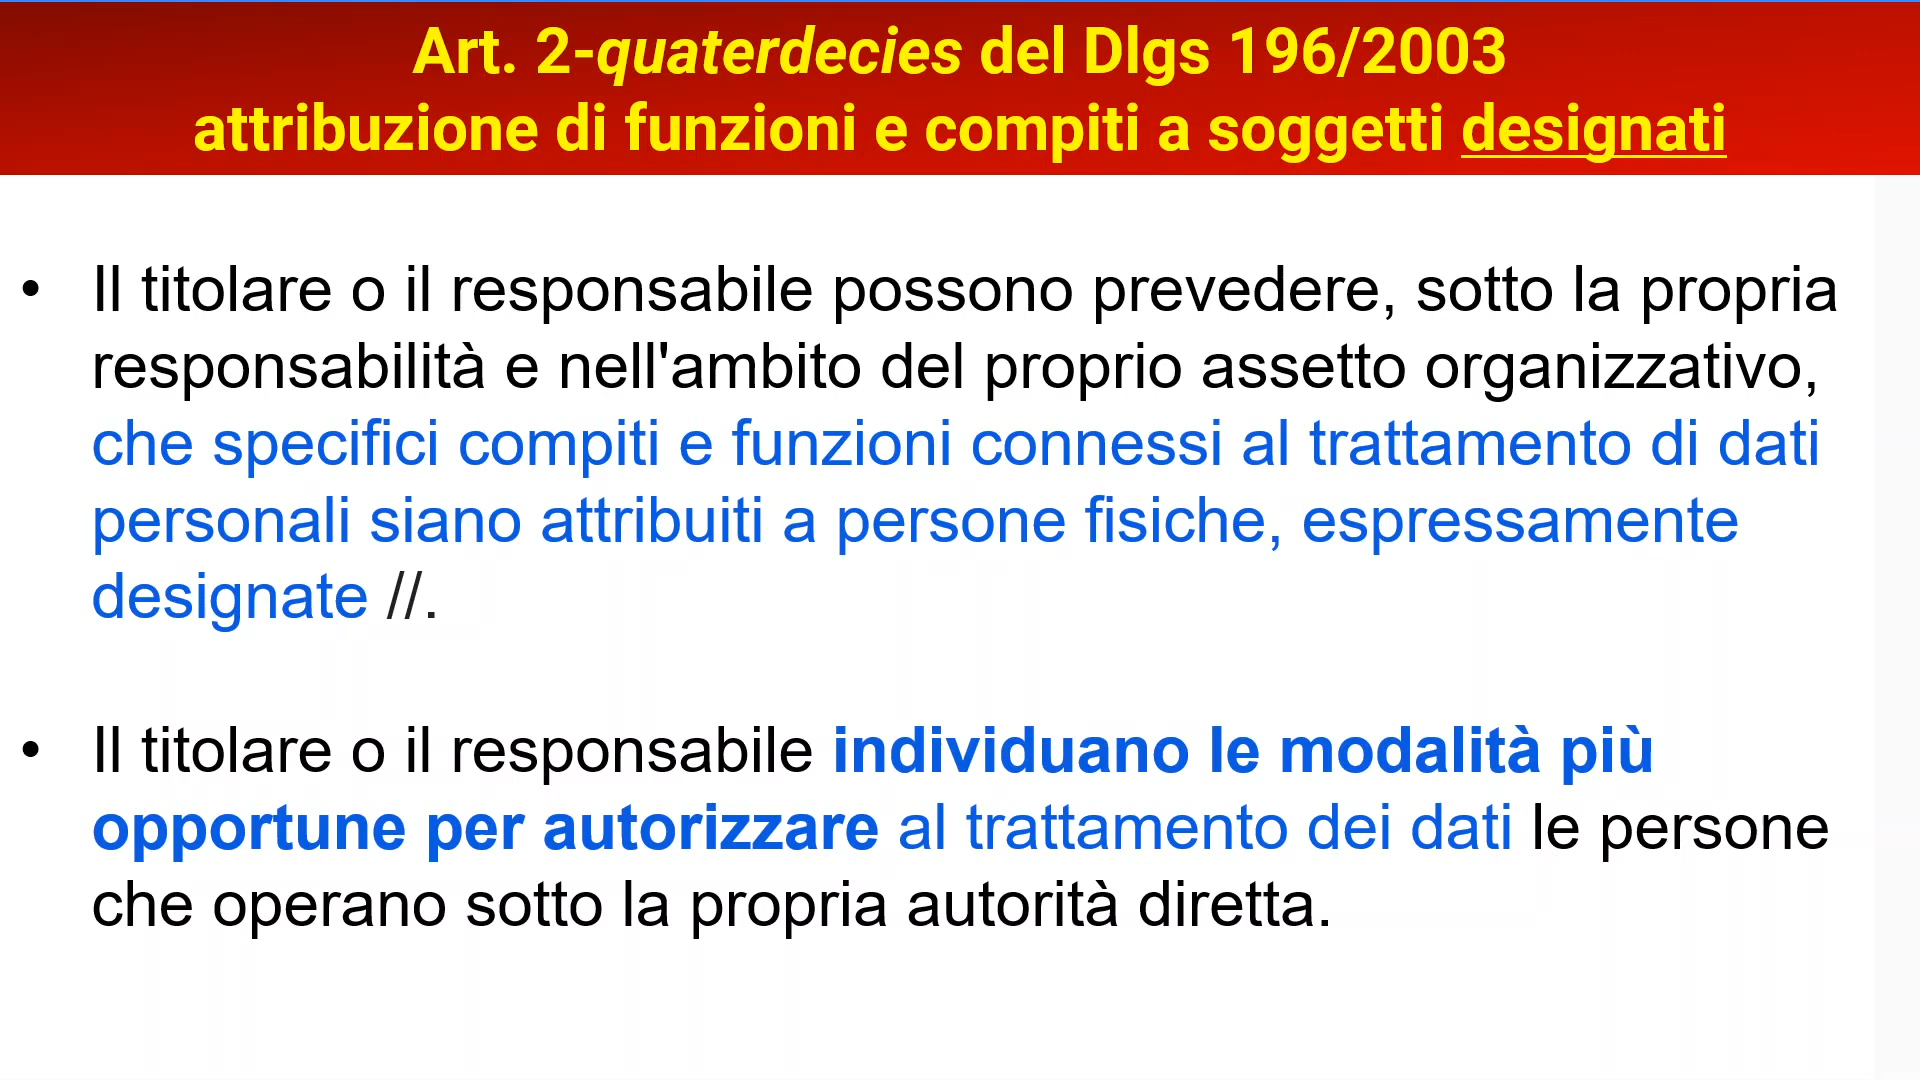 Art. 2-quaterdecies del Dlgs 196/2003
attribuzione di funzioni e compiti a soggetti designati
• Il titolare o il responsabile possono prevedere, sotto la propria
responsabilità e nell'ambito del proprio assetto organizzativo,
che specifici compiti e funzioni connessi al trattamento di dati
personali siano attribuiti a persone fisiche, espressamente
designate //.
• Il titolare o il responsabile individuano le modalità più
opportune per autorizzare al trattamento dei dati le persone
che operano sotto la propria autorità diretta.